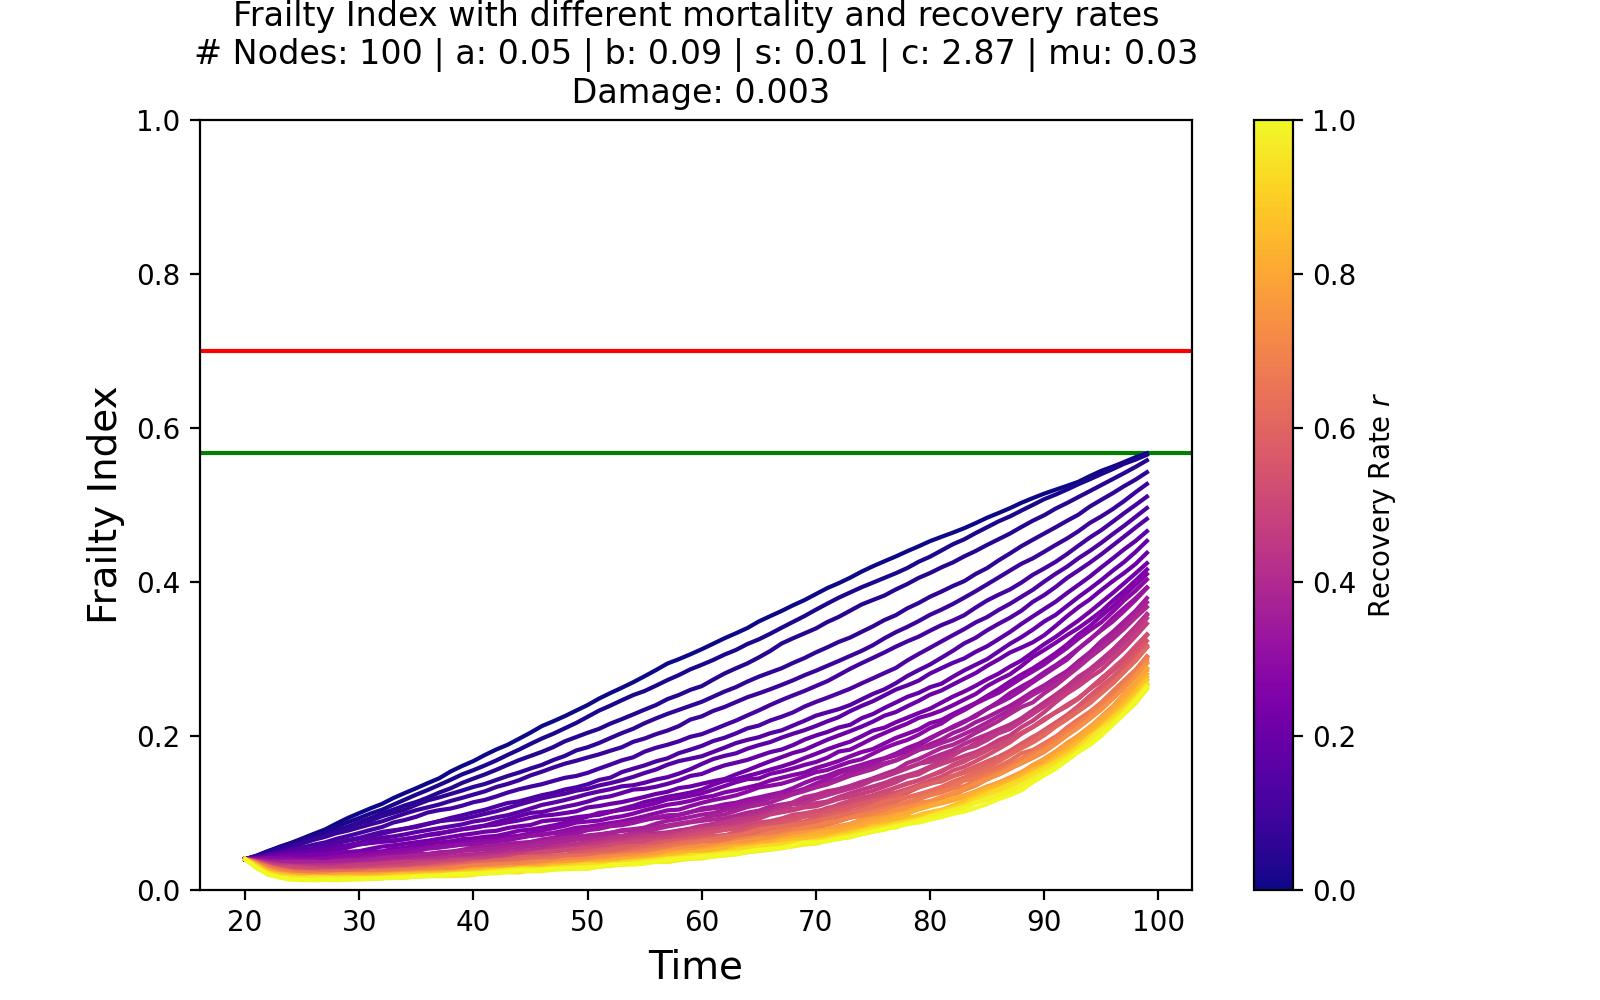 Frailty Index with different mortality and recovery rates
# Nodes: 100 | a: 0.05 | b: 0.09 | s: 0.01 | c: 2.87 | mu: 0.03
Damage: 0.003
1.0
0.8
0.6
0.4
0.2
0.0
Frailty Index
20 30 40 50 60 70 80 90 100
Time
1.0
0.8
0.6
0.4
0.2
0.0
Recovery Rate r